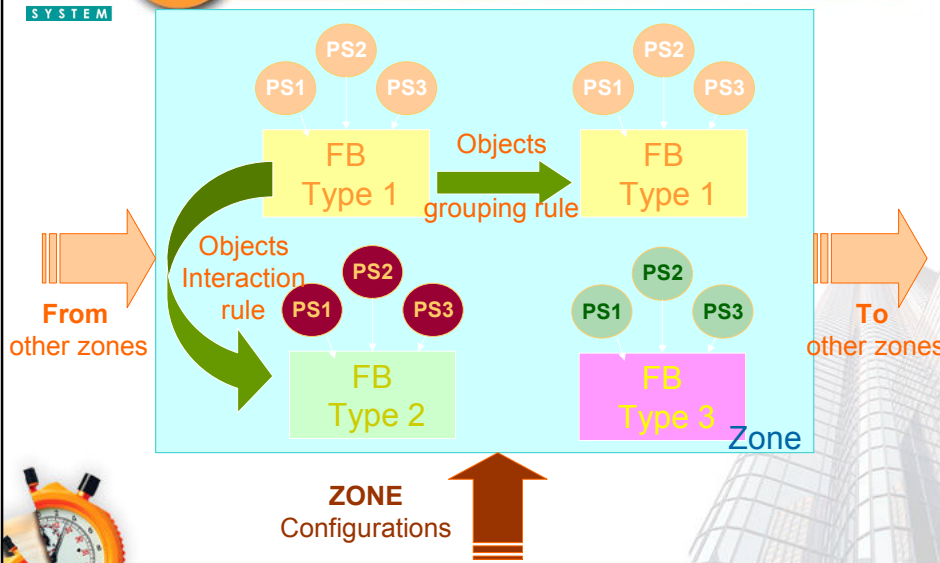 SYSTEM
PS2
PS1
PS3
FB
Type 1
PS2
PS1
PS3
FB
Type 1
Objects
grouping rule
Objects
Interaction
rule
From
other zones
PS2
PS1
PS3
FB
Type 2
PS2
PS1
PS3
FB
Type 3
Zone
To
other zones
ZONE
Configurations